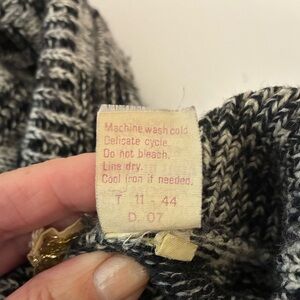 Machine wash cold.
Delicate cycle.
Do not bleach.
Line dry.
Cool iron if needed.
T 11 - 44
D. 07